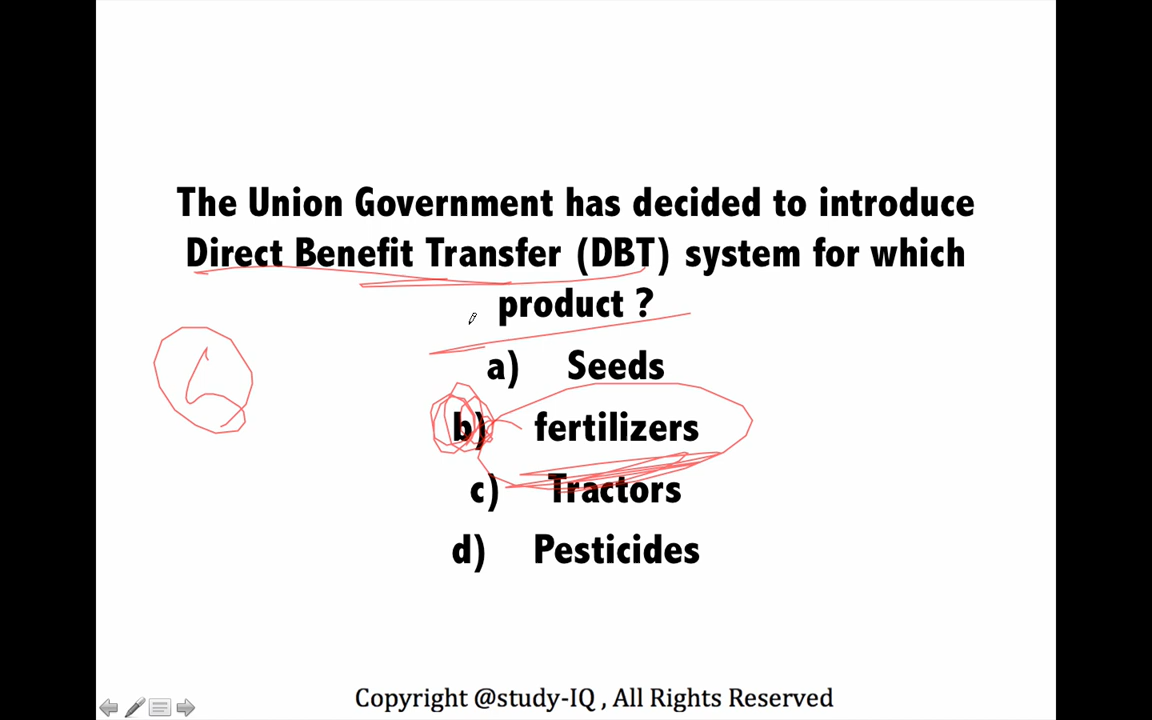 The Union Government has decided to introduce
Direct Benefit Transfer (DBT) system for which
product ?
a) Seeds
b) fertilizers
c) Tractors
d) Pesticides
Copyright @study-IQ , All Rights Reserved